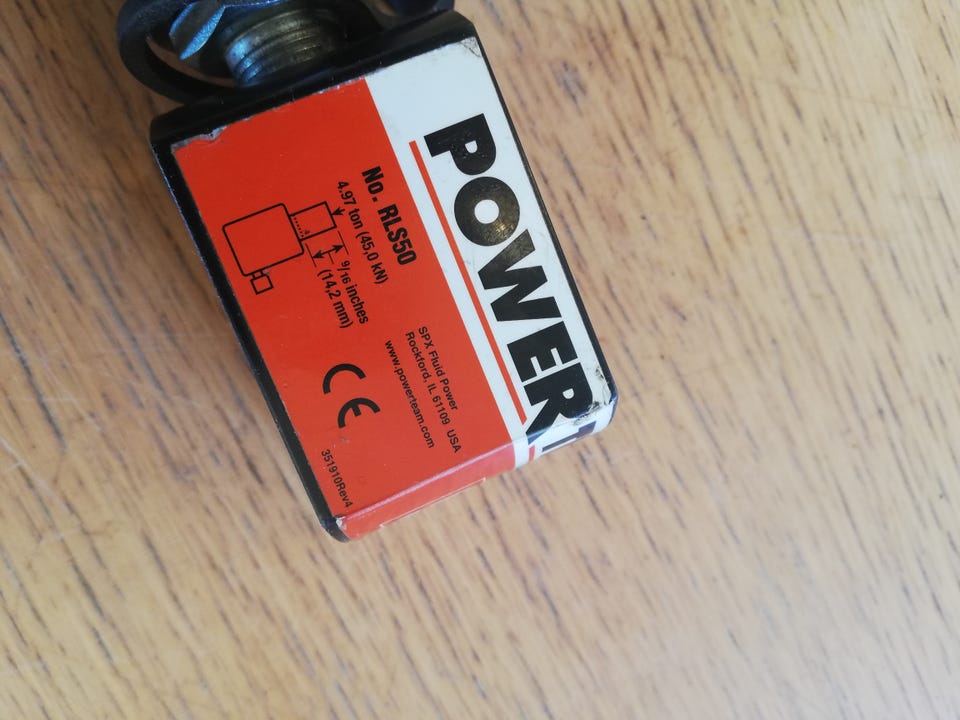 POWER
No. RLS50
4.97 ton (45,0 kN)
9/16 inches
(14,2 mm)
SPX Fluid Power
Rockford, IL 61109 USA
www.powerteam.com
CE
351910Rev4